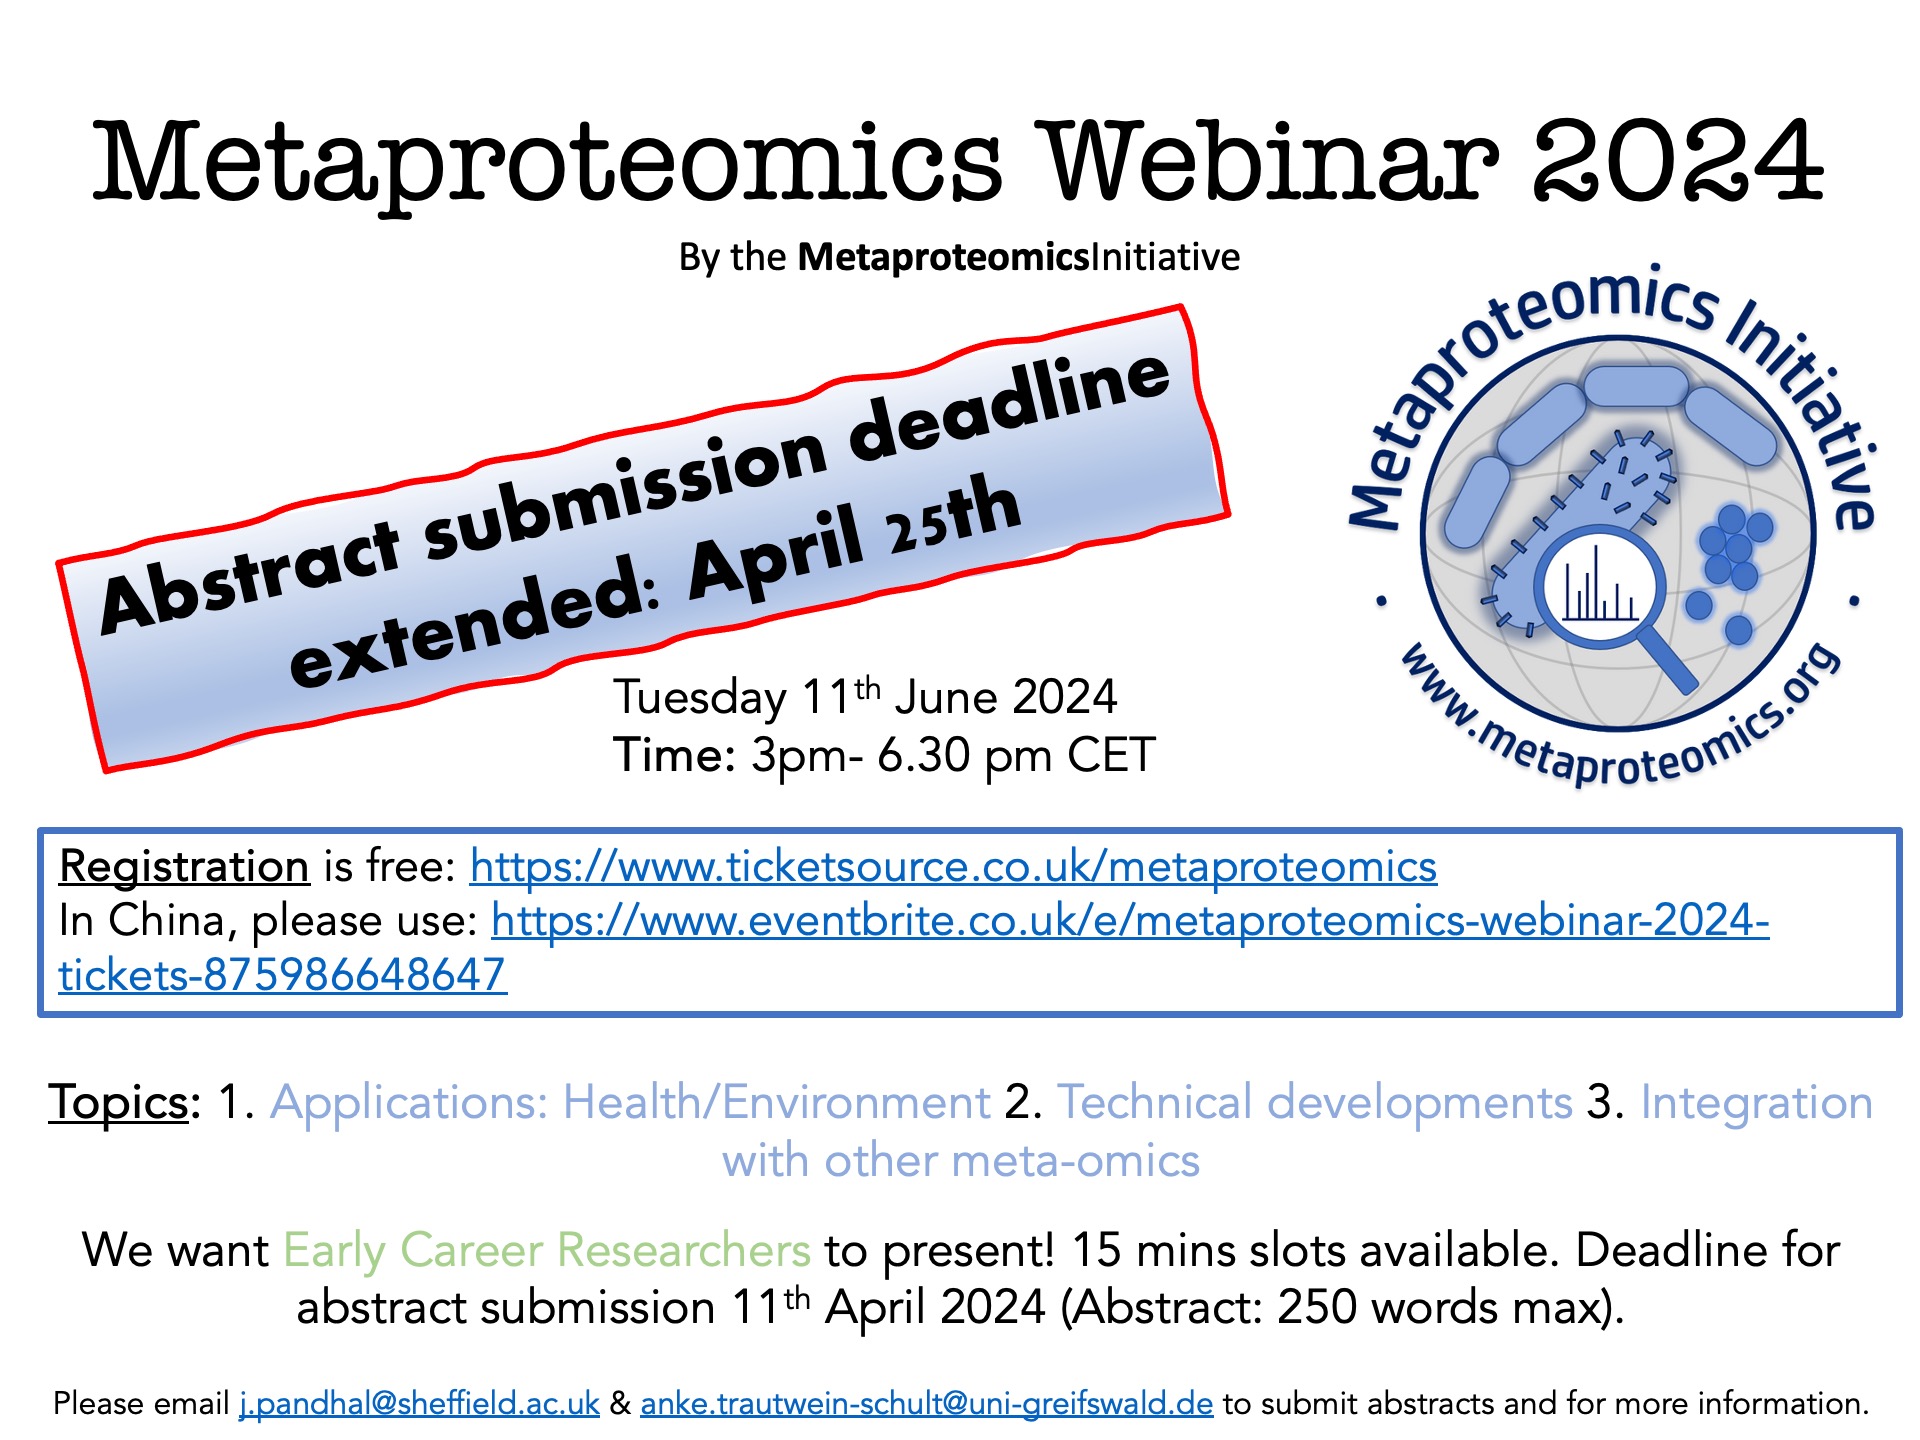 Metaproteomics Webinar 2024
By the MetaproteomicsInitiative
Metaproteomics Initiative
www.metaproteomics.org
Abstract submission deadline
extended: April 25th
Tuesday 11th June 2024
Time: 3pm- 6.30 pm CET
Registration is free: https://www.ticketsource.co.uk/metaproteomics
In China, please use: https://www.eventbrite.co.uk/e/metaproteomics-webinar-2024-
tickets-875986648647
Topics: 1. Applications: Health/Environment 2. Technical developments 3. Integration
with other meta-omics
We want Early Career Researchers to present! 15 mins slots available. Deadline for
abstract submission 11th April 2024 (Abstract: 250 words max).
Please email j.pandhal@sheffield.ac.uk & anke.trautwein-schult@uni-greifswald.de to submit abstracts and for more information.